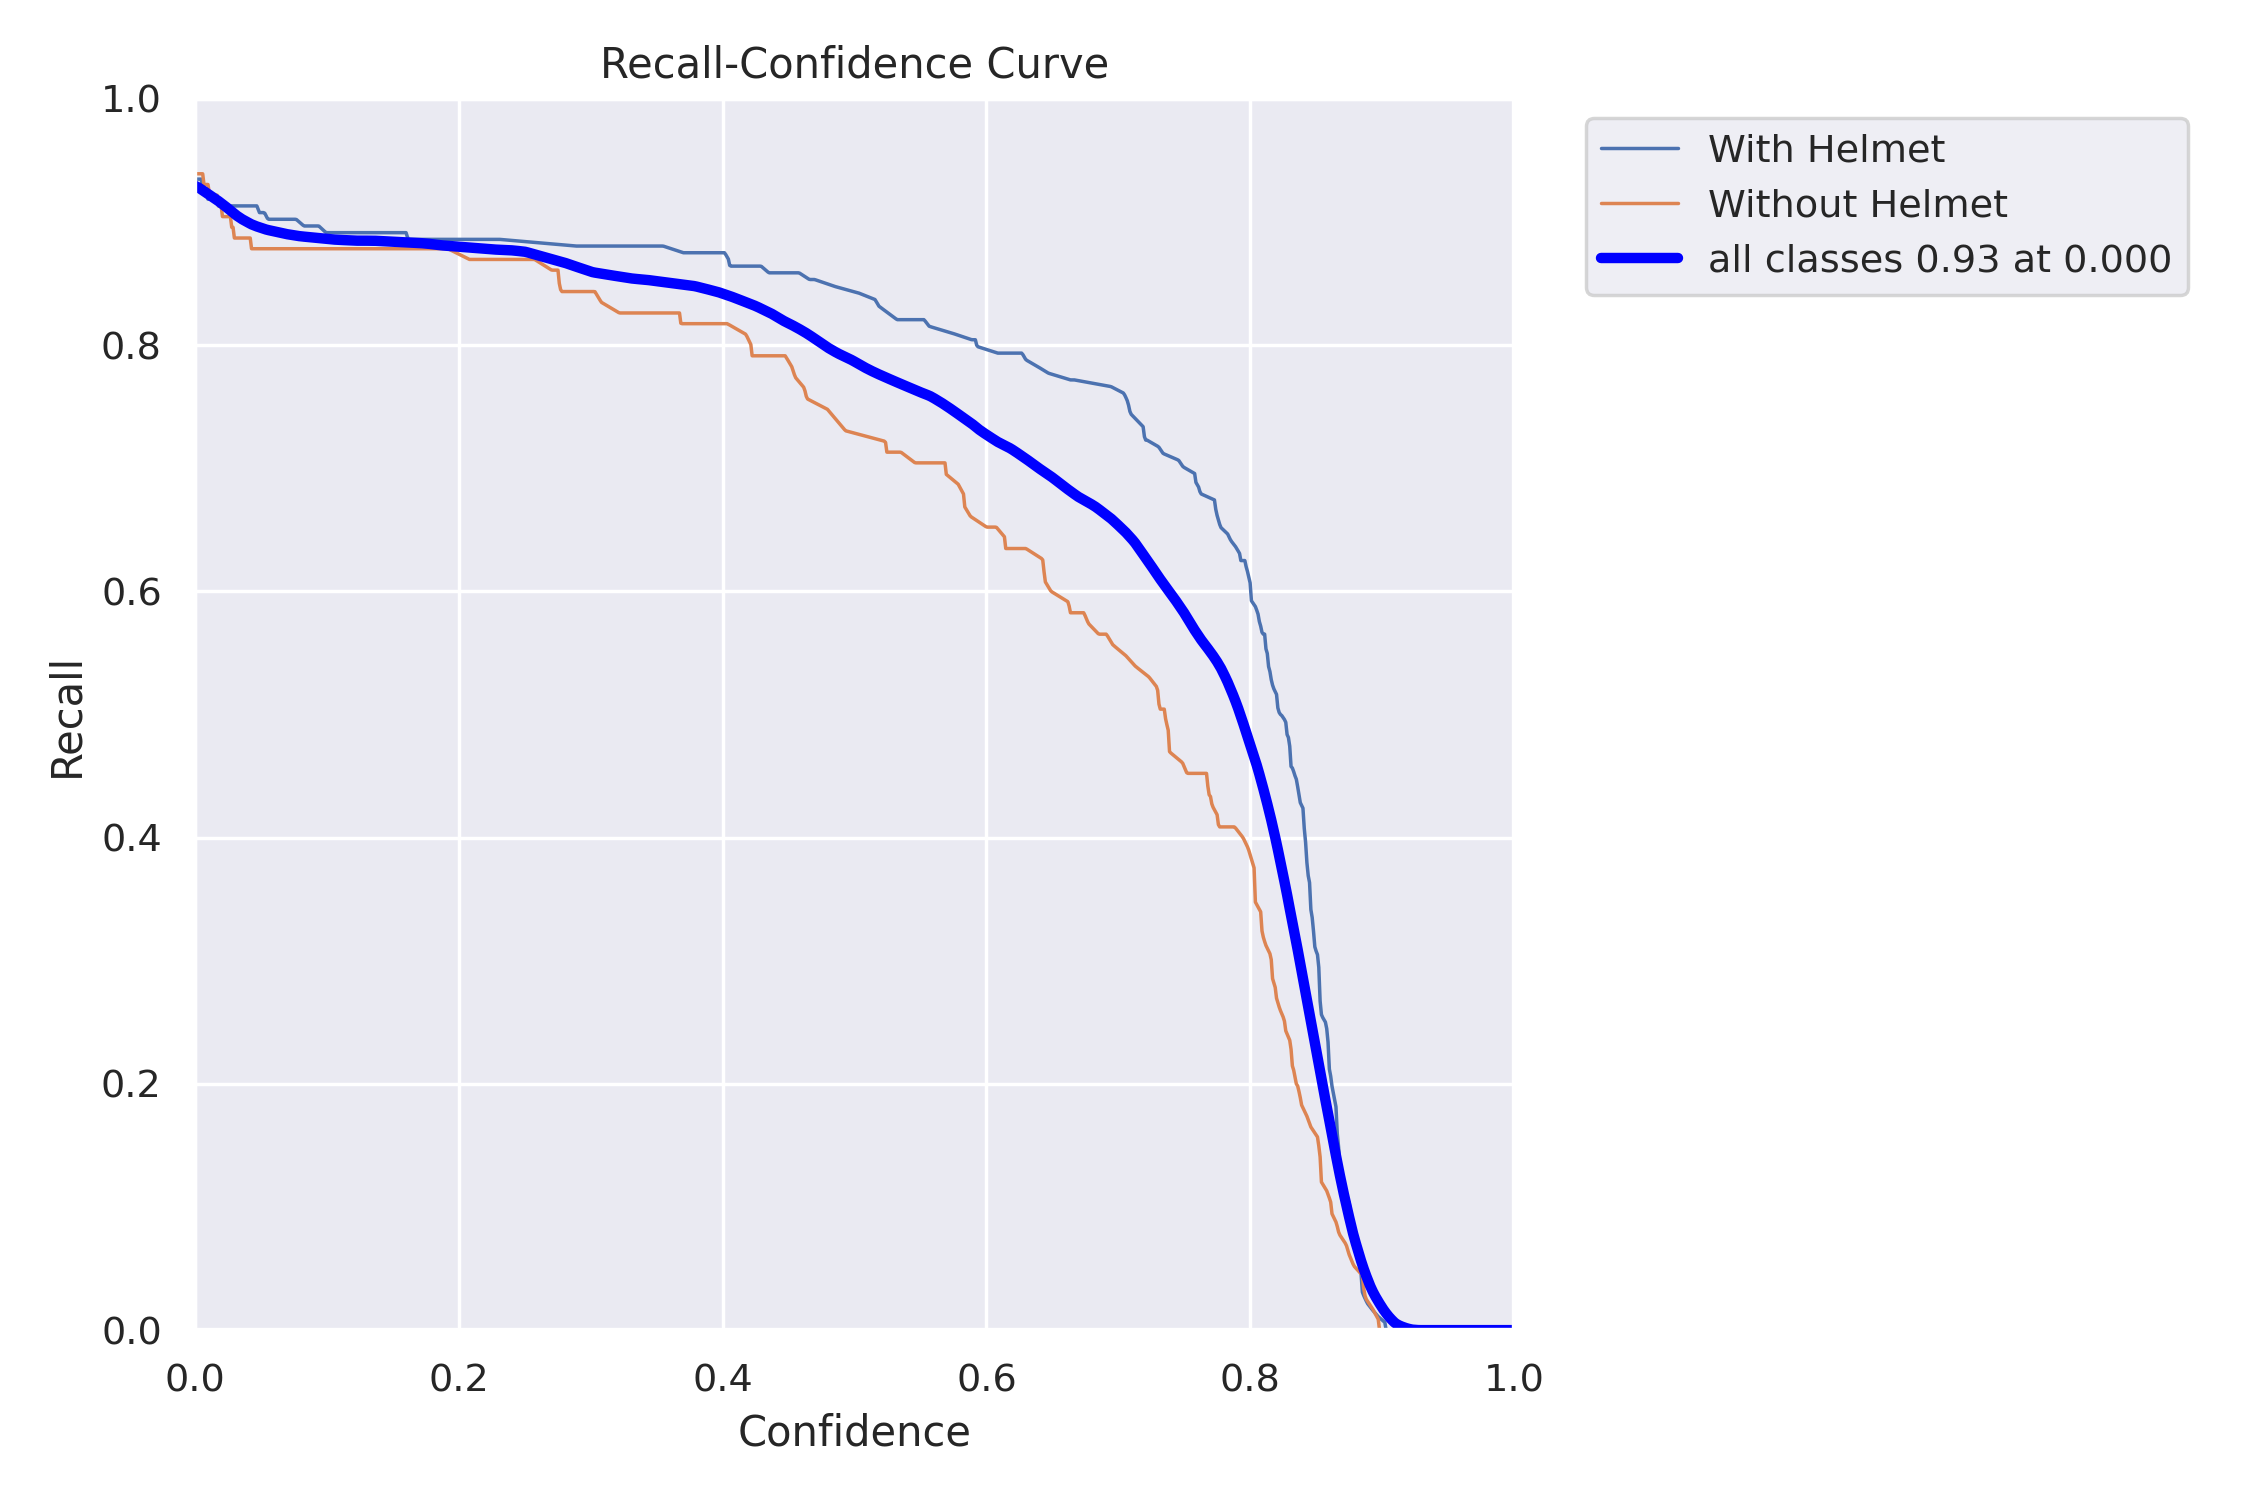 Recall-Confidence Curve
With Helmet
Without Helmet
all classes 0.93 at 0.000
Recall
1.0
0.8
0.6
0.4
0.2
0.0
0.0 0.2 0.4 0.6 0.8 1.0
Confidence